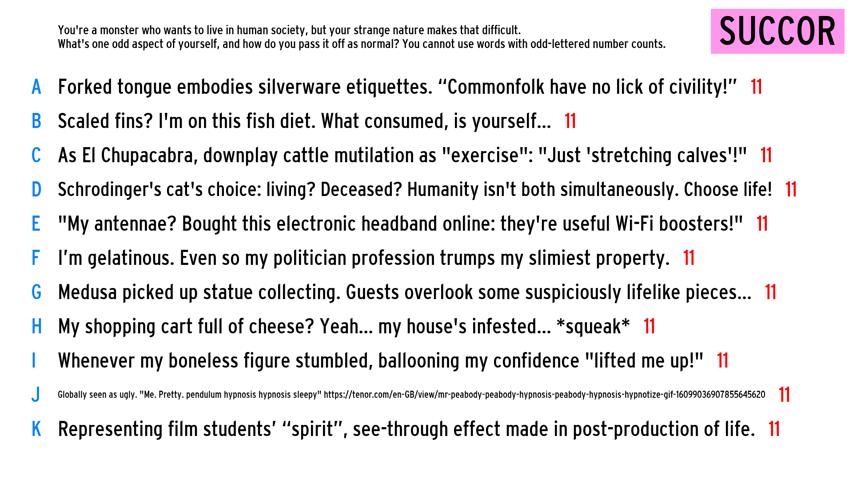 You're a monster who wants to live in human society, but your strange nature makes that difficult.
What's one odd aspect of yourself, and how do you pass it off as normal? You cannot use words with odd-lettered number counts.
SUCCOR
A Forked tongue embodies silverware etiquettes. “Commonfolk have no lick of civility!” 11
B Scaled fins? I'm on this fish diet. What consumed, is yourself... 11
C As El Chupacabra, downplay cattle mutilation as "exercise": "Just 'stretching calves'!" 11
D Schrodinger's cat's choice: living? Deceased? Humanity isn't both simultaneously. Choose life! 11
E "My antennae? Bought this electronic headband online: they're useful Wi-Fi boosters!" 11
F I’m gelatinous. Even so my politician profession trumps my slimiest property. 11
G Medusa picked up statue collecting. Guests overlook some suspiciously lifelike pieces... 11
H My shopping cart full of cheese? Yeah... my house's infested... *squeak* 11
I Whenever my boneless figure stumbled, ballooning my confidence "lifted me up!" 11
J Globally seen as ugly. "Me. Pretty. pendulum hypnosis hypnosis sleepy" https://tenor.com/en-GB/view/mr-peabody-peabody-hypnosis-peabody-hypnosis-hypnotize-gif-16099036907855645620 11
K Representing film students’ “spirit”, see-through effect made in post-production of life. 11